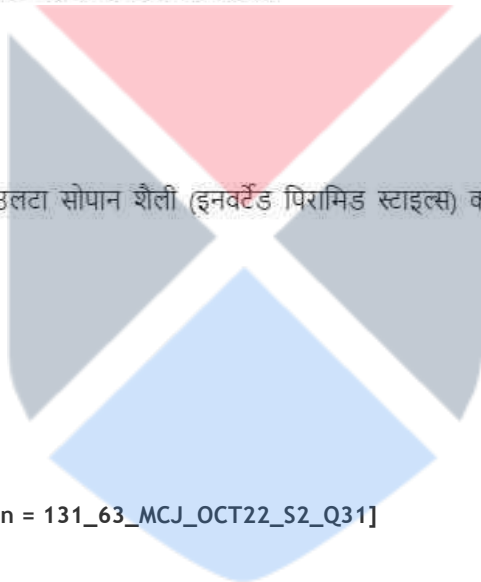 उलटा सोपान शैली (इनवर्टेड पिरामिड स्टाइल्स)
n = 131_63_MCJ_OCT22_S2_Q31]